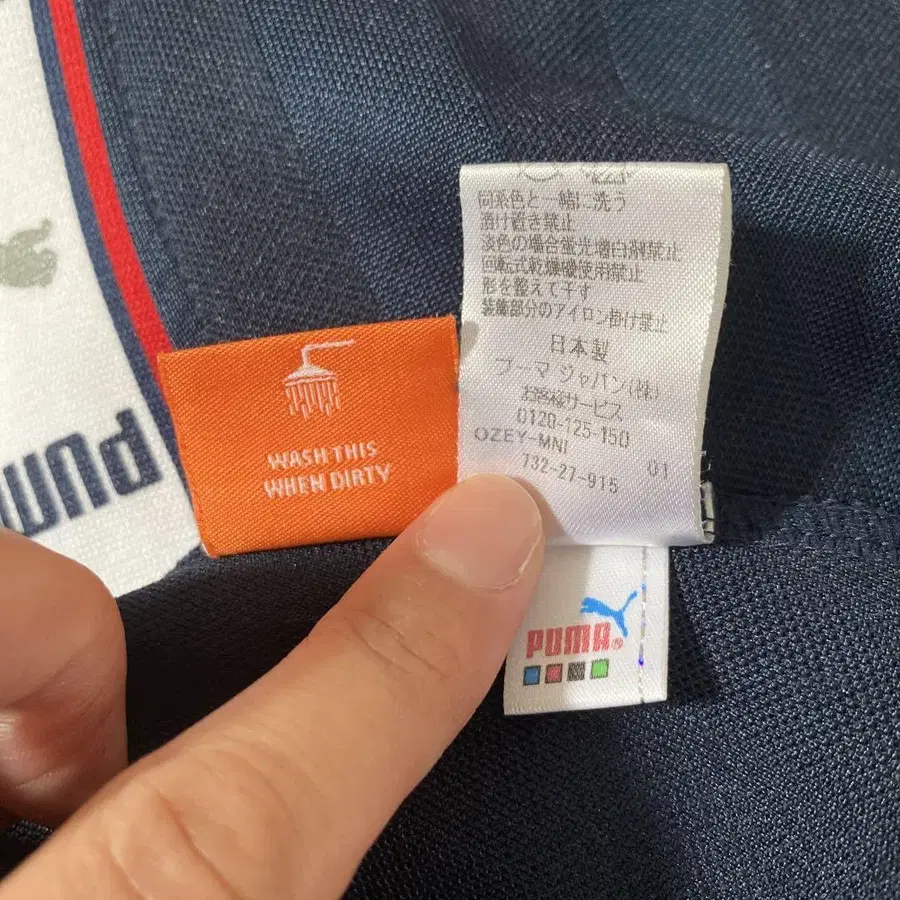 同系色と一緒に洗う
漬け置き禁止
淡色の場合蛍光増白剤禁止
回転式乾燥機使用禁止
形を整えて干す
装飾部分のアイロン掛け禁止
日本製
プーマ ジャパン(株)
お客様サービス
0120-125-150
OZEY-MNI 01
732-27-915
WASH THIS
WHEN DIRTY
PUMA
PUMA®